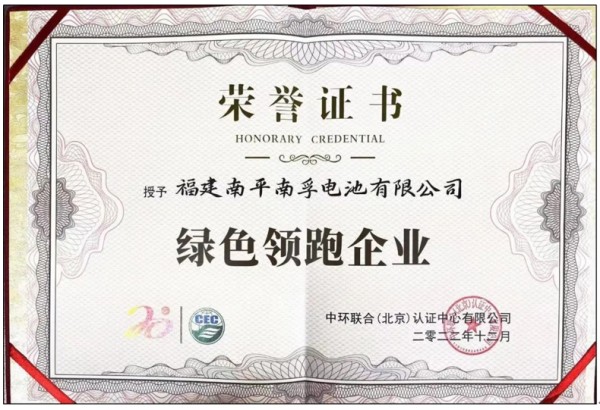 荣誉证书
HONORARY CREDENTIAL
授予 福建南平南孚电池有限公司
绿色领跑企业
CEC
中环联合(北京)认证中心有限公司
二零二二年十二月